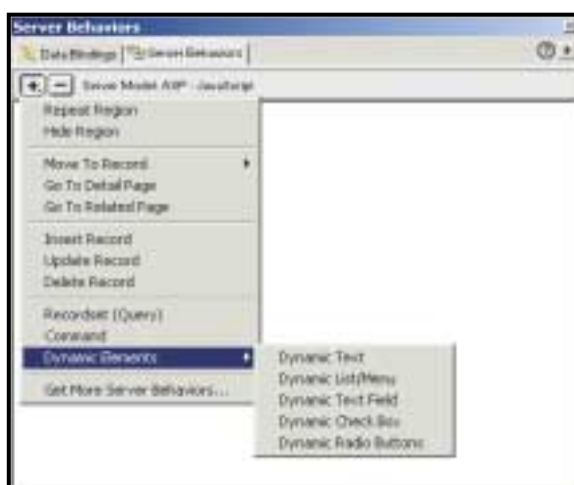 Server Behaviors
Data Bindings Server Behaviors
Server Model: ASP - JavaScript
Repeat Region
Hide Region
Move To Record
Go To Detail Page
Go To Related Page
Insert Record
Update Record
Delete Record
Recordset (Query)
Command
Dynamic Elements
Get More Server Behaviors...
Dynamic Text
Dynamic List/Menu
Dynamic Text Field
Dynamic Check Box
Dynamic Radio Buttons